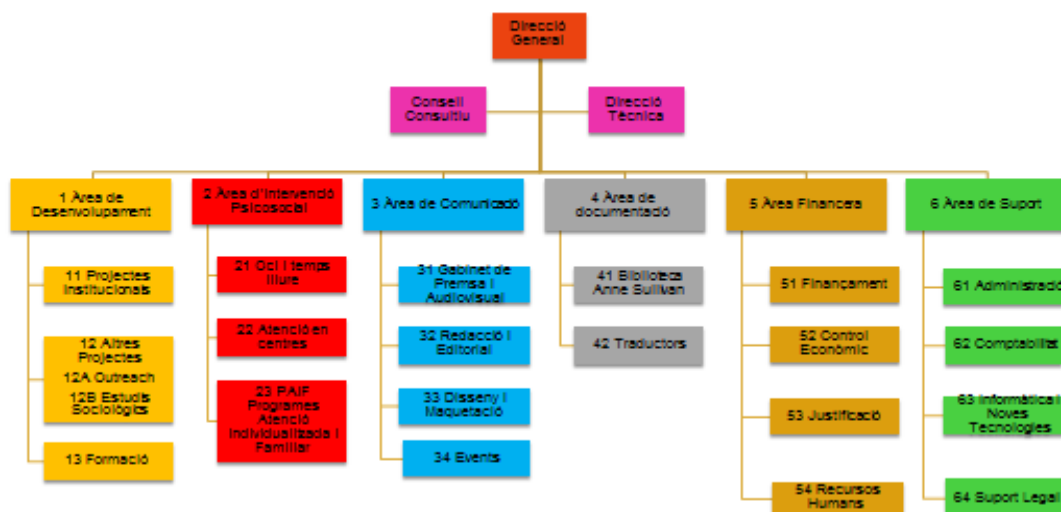 Direcció
General
Consell
Consultiu
Direcció
Tècnica
1 Àrea de
Desenvolupament
2 Àrea d'Intervenció
Psicosocial
3 Àrea de Comunicació
4 Àrea de
documentació
5 Àrea Financera
6 Àrea de Suport
11 Projectes
Institucionals
12 Altres
Projectes
12A Outreach
12B Estudis
Sociològics
13 Formació
21 Oci i temps
lliure
22 Atenció en
centres
23 PAIF
Programes
Atenció
Individualitzada i
Familiar
31 Gabinet de
Premsa i
Audiovisual
32 Redacció i
Editorial
33 Disseny i
Maquetació
34 Events
41 Biblioteca
Anne Sullivan
42 Traductors
51 Finançament
52 Control
Econòmic
53 Justificació
54 Recursos
Humans
61 Administració
62 Comptabilitat
63 Informàtica i
Noves
Tecnologies
64 Suport Legal